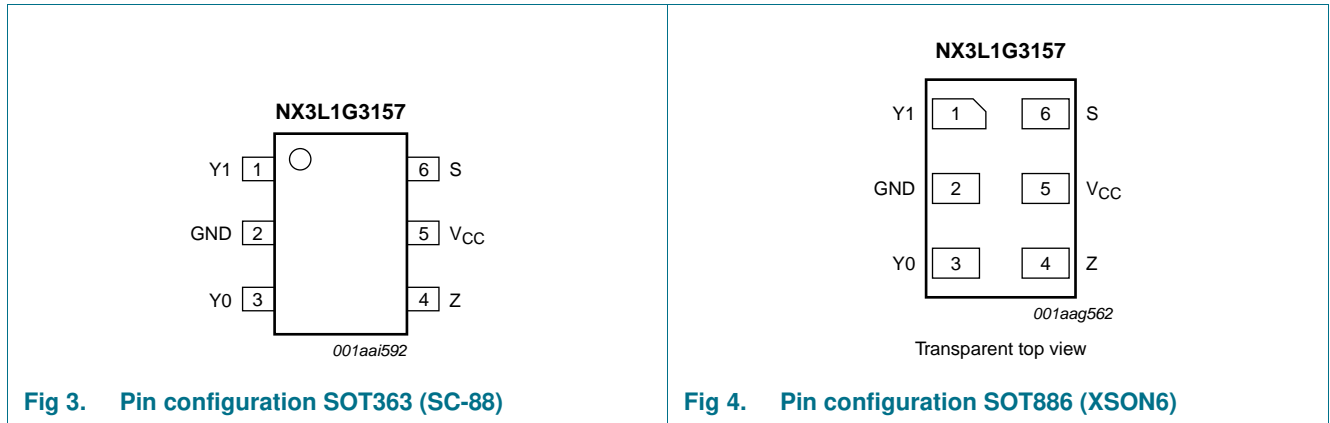 NX3L1G3157
Y1 1 6 S
GND 2 5 VCC
Y0 3 4 Z
001aai592
Fig 3. Pin configuration SOT363 (SC-88)
NX3L1G3157
Y1 1 6 S
GND 2 5 VCC
Y0 3 4 Z
001aag562
Transparent top view
Fig 4. Pin configuration SOT886 (XSON6)